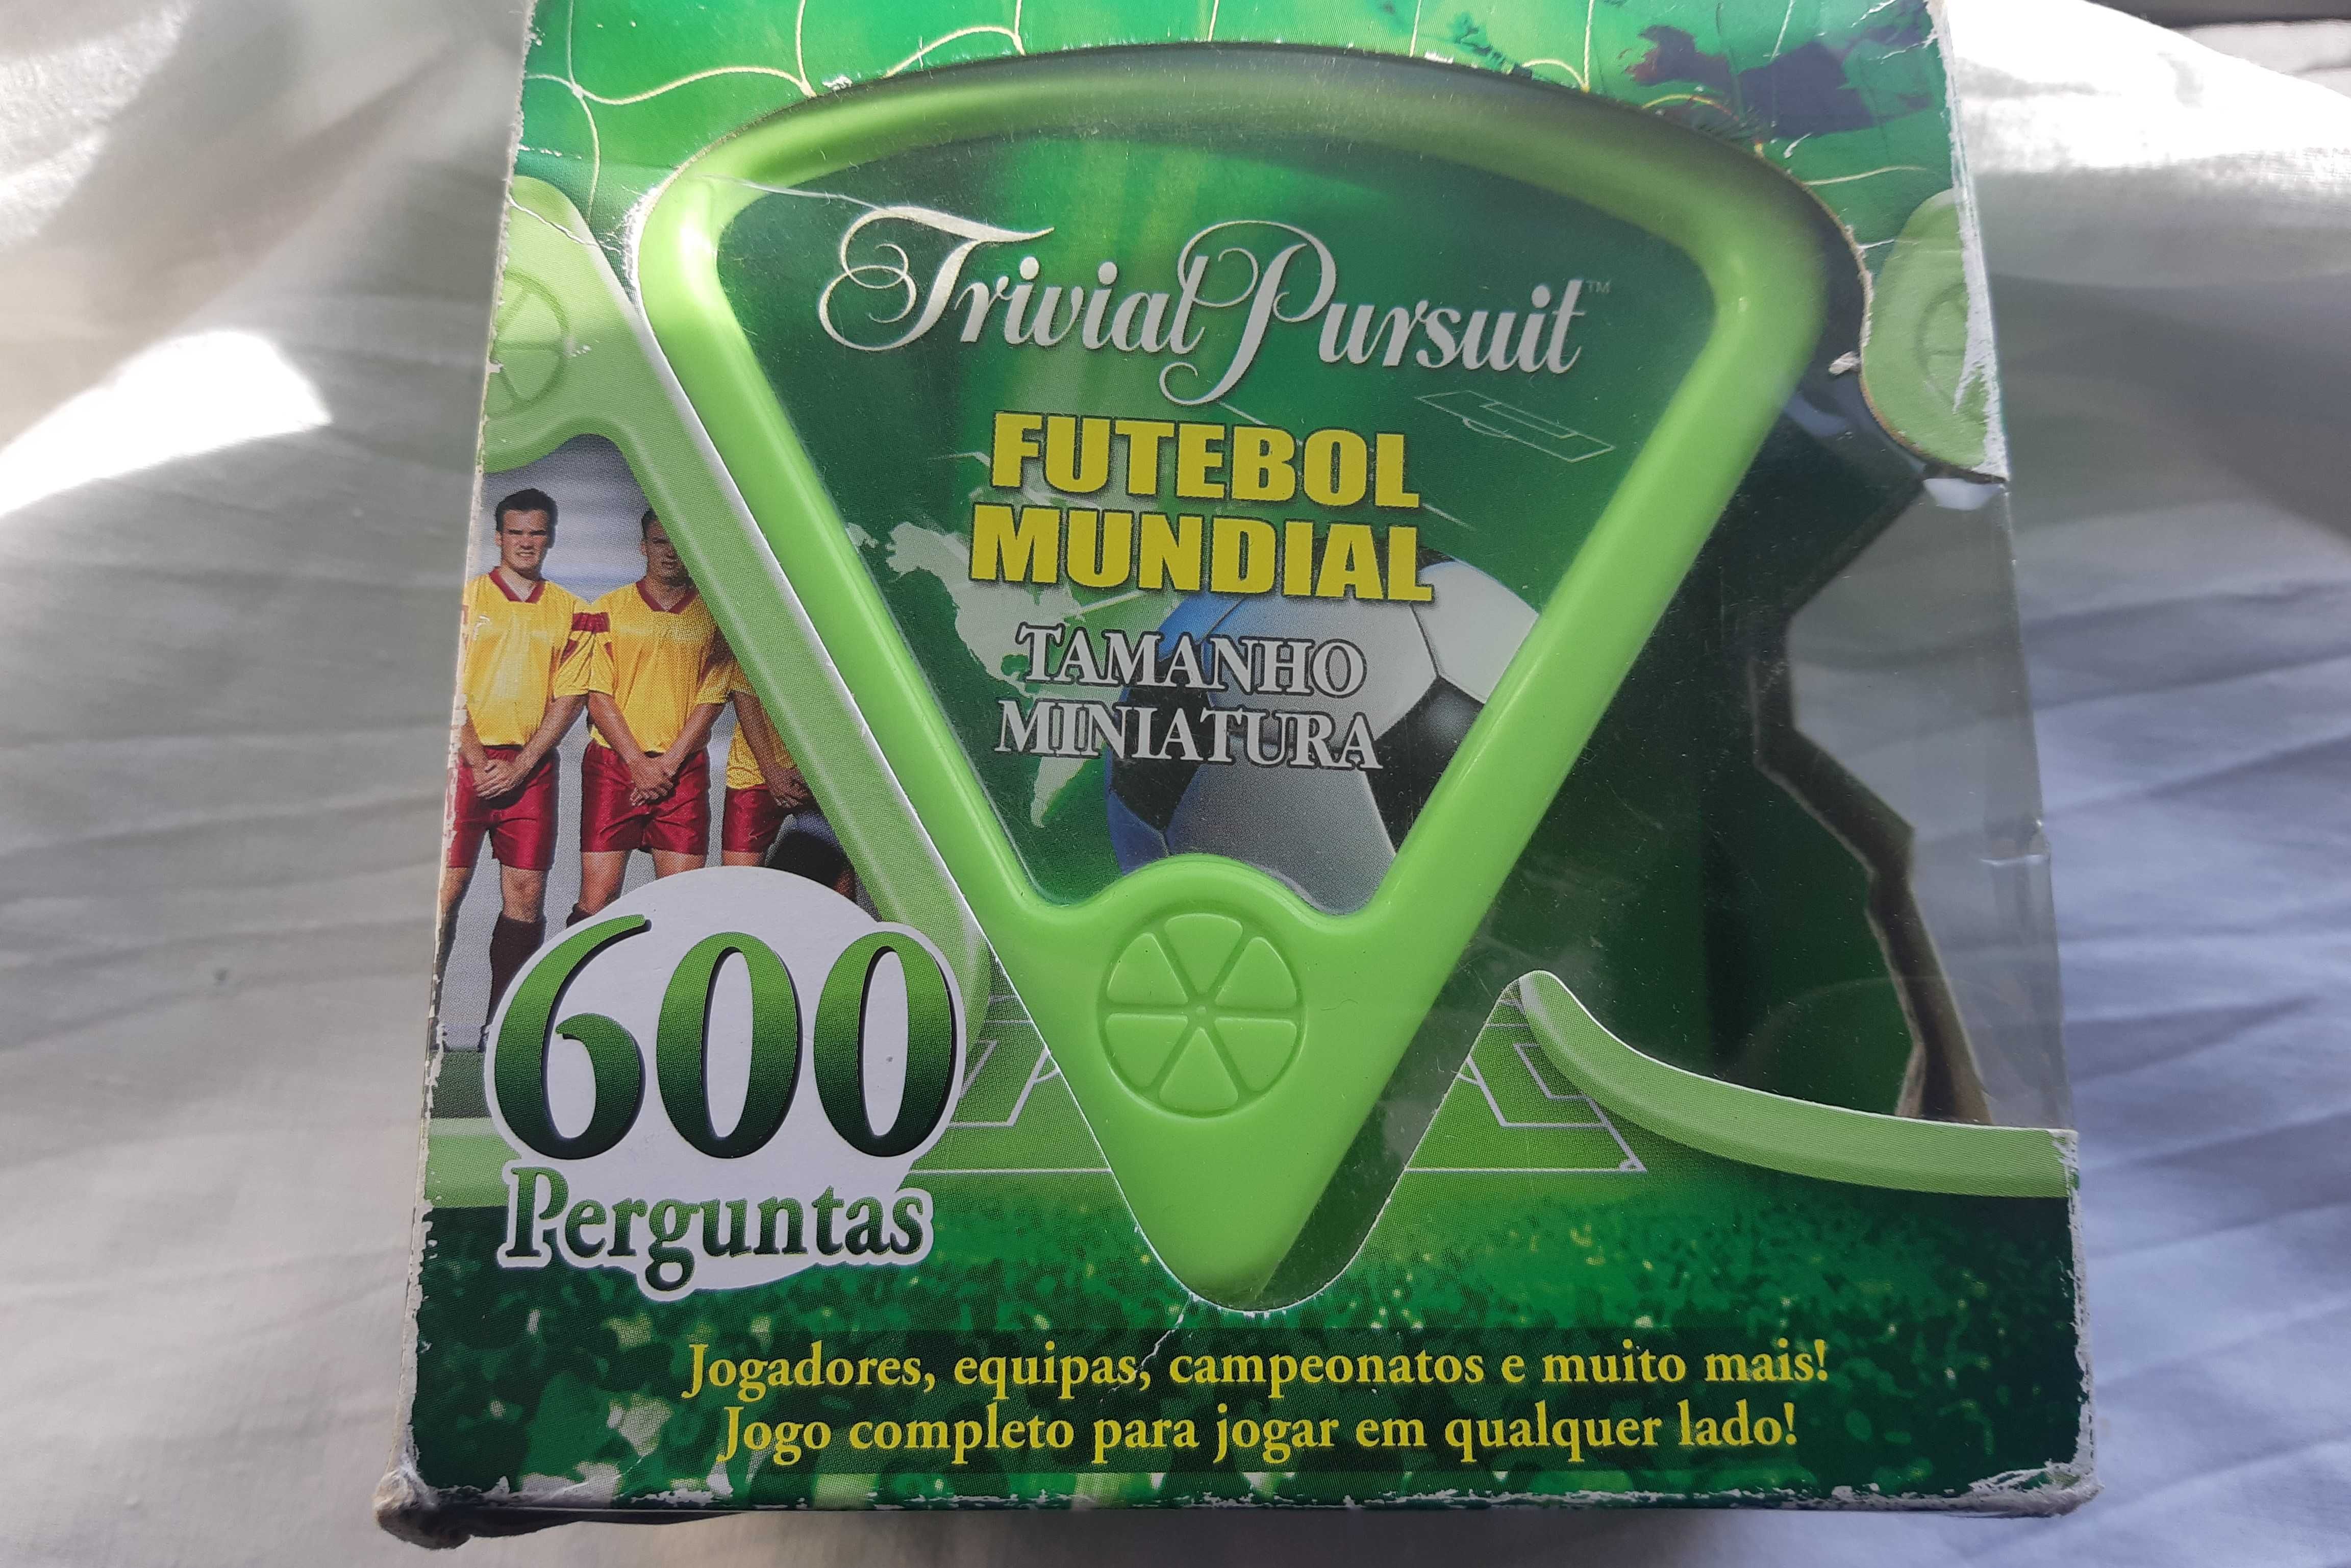 Trivial Pursuit™
FUTEBOL
MUNDIAL
TAMANHO
MINIATURA
600
Perguntas
Jogadores, equipas, campeonatos e muito mais!
Jogo completo para jogar em qualquer lado!